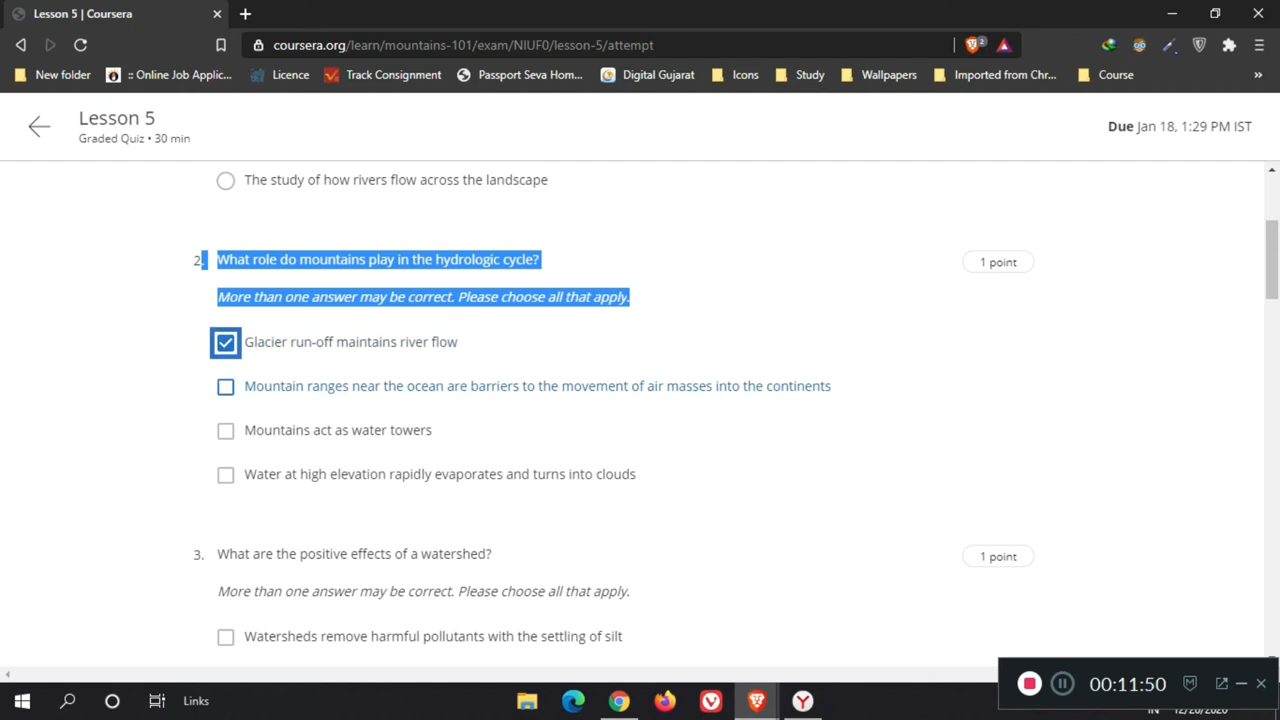 Lesson 5 | Coursera
coursera.org/learn/mountains-101/exam/NIUF0/lesson-5/attempt
2
New folder
:: Online Job Applic...
Licence
Track Consignment
Passport Seva Hom...
Digital Gujarat
Icons
Study
Wallpapers
Imported from Chr...
Course
»
Lesson 5
Graded Quiz • 30 min
Due Jan 18, 1:29 PM IST
The study of how rivers flow across the landscape
2. What role do mountains play in the hydrologic cycle?
1 point
More than one answer may be correct. Please choose all that apply.
Glacier run-off maintains river flow
Mountain ranges near the ocean are barriers to the movement of air masses into the continents
Mountains act as water towers
Water at high elevation rapidly evaporates and turns into clouds
3. What are the positive effects of a watershed?
1 point
More than one answer may be correct. Please choose all that apply.
Watersheds remove harmful pollutants with the settling of silt
00:11:50
Links